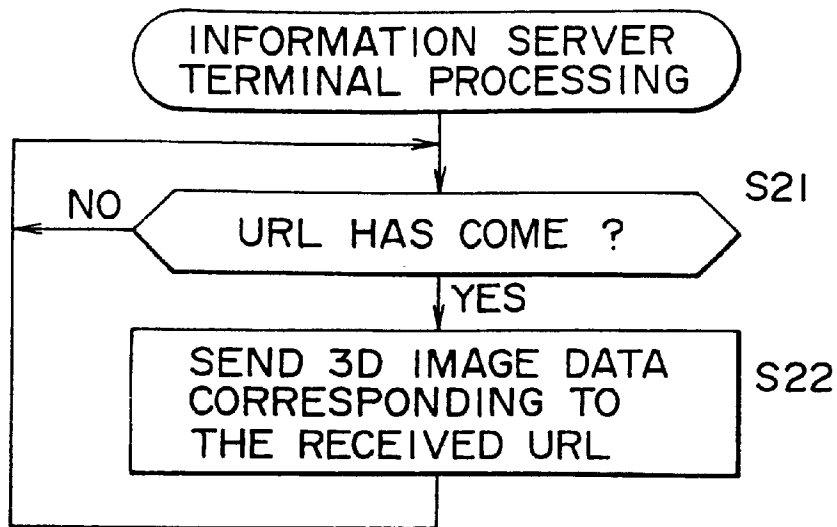 INFORMATION SERVER
TERMINAL PROCESSING
S21
NO
URL HAS COME ?
YES
SEND 3D IMAGE DATA
CORRESPONDING TO
THE RECEIVED URL
S22